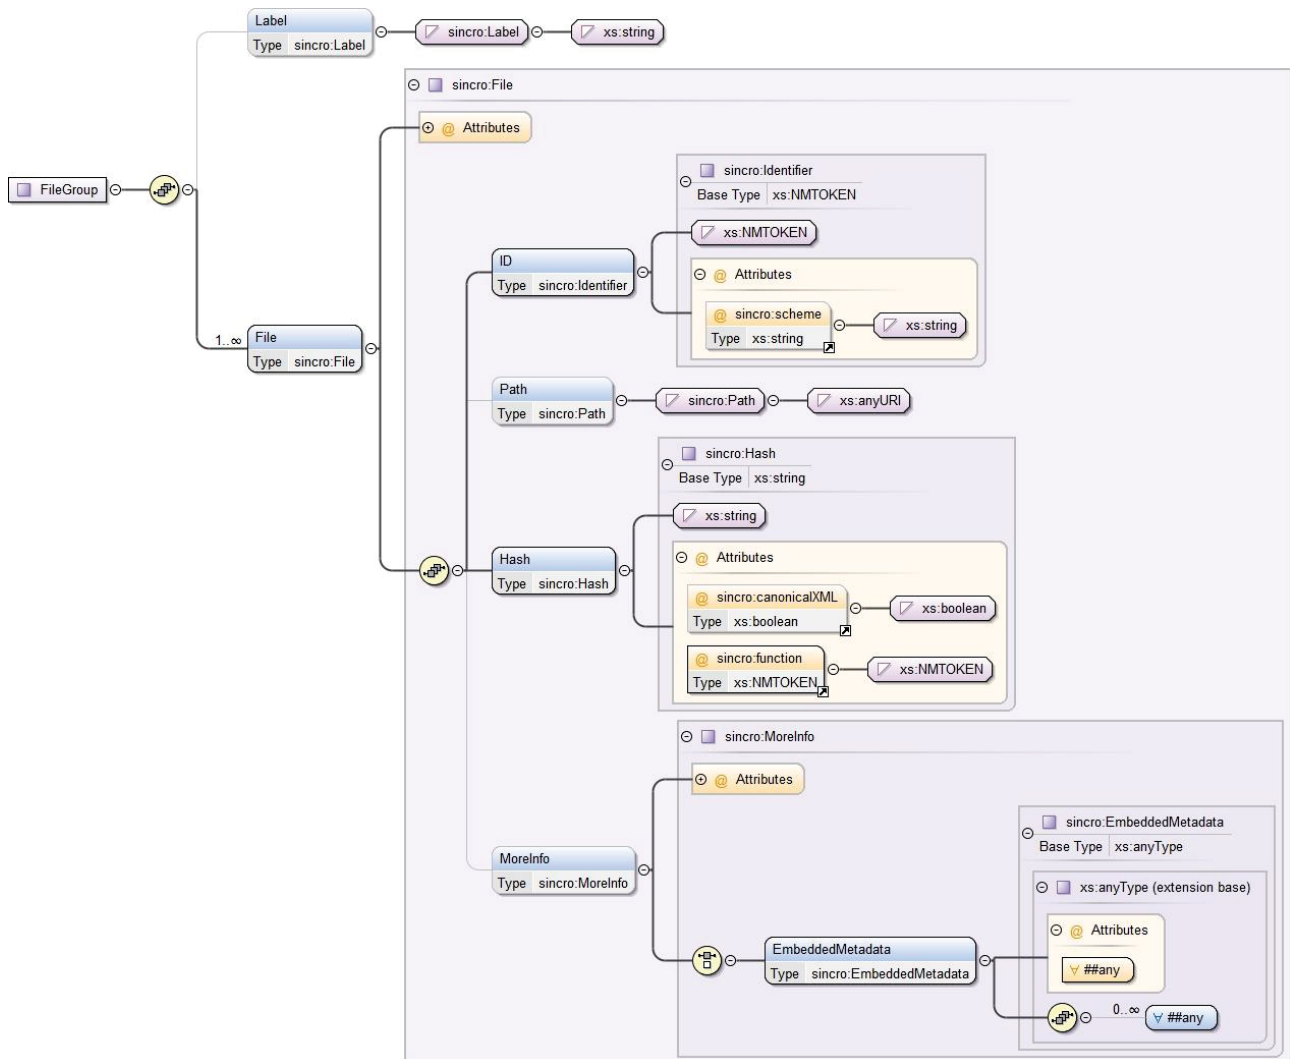 Label
Type sincro:Label
sincro:Label
xs:string
sincro:File
@ Attributes
FileGroup
sincro:Identifier
Base Type xs:NMTOKEN
xs:NMTOKEN
ID
Type sincro:Identifier
@ Attributes
@ sincro:scheme
Type xs:string
xs:string
1..∞
File
Type sincro:File
Path
Type sincro:Path
sincro:Path
xs:anyURI
sincro:Hash
Base Type xs:string
xs:string
Hash
Type sincro:Hash
@ Attributes
@ sincro:canonicalXML
Type xs:boolean
xs:boolean
@ sincro:function
Type xs:NMTOKEN
xs:NMTOKEN
sincro:MoreInfo
@ Attributes
MoreInfo
Type sincro:MoreInfo
sincro:EmbeddedMetadata
Base Type xs:anyType
xs:anyType (extension base)
@ Attributes
∀ ##any
EmbeddedMetadata
Type sincro:EmbeddedMetadata
0..∞
∀ ##any